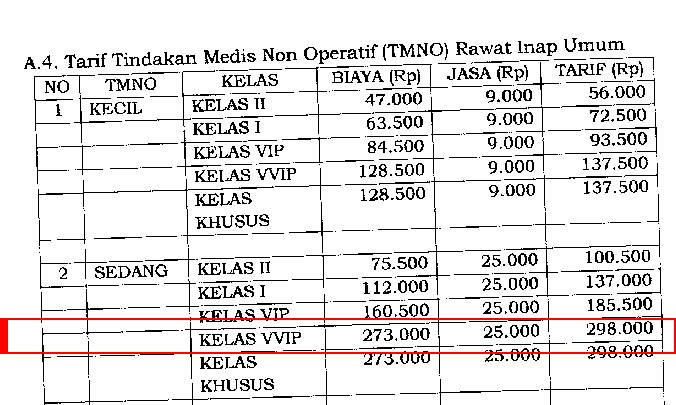 A.4. Tarif Tindakan Medis Non Operatif (TMNO) Rawat Inap Umum
NO TMNO KELAS BIAYA (Rp) JASA (Rp) TARIF (Rp)
1 KECIL KELAS II 47.000 9.000 56.000
KELAS I 63.500 9.000 72.500
KELAS VIP 84.500 9.000 93.500
KELAS VVIP 128.500 9.000 137.500
KELAS 128.500 9.000 137.500
KHUSUS
2 SEDANG KELAS II 75.500 25.000 100.500
KELAS I 112.000 25.000 137.000
KELAS VIP 160.500 25.000 185.500
KELAS VVIP 273.000 25.000 298.000
KELAS 273.000 25.000 298.000
KHUSUS